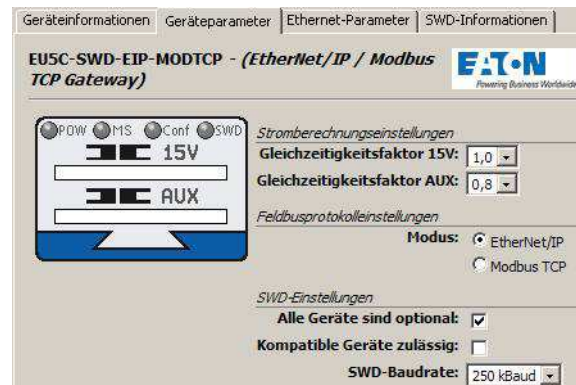 Geräteinformationen Geräteparameter Ethernet-Parameter SWD-Informationen
EU5C-SWD-EIP-MODTCP - (EtherNet/IP / Modbus
TCP Gateway)
EATON
Powering Business Worldwide
POW MS Conf SWD
15V
AUX
Stromberechnungseinstellungen
Gleichzeitigkeitsfaktor 15V: 1,0
Gleichzeitigkeitsfaktor AUX: 0,8
Feldbusprotokolleinstellungen
Modus: EtherNet/IP
Modbus TCP
SWD-Einstellungen
Alle Geräte sind optional:
Kompatible Geräte zulässig:
SWD-Baudrate: 250 kBaud